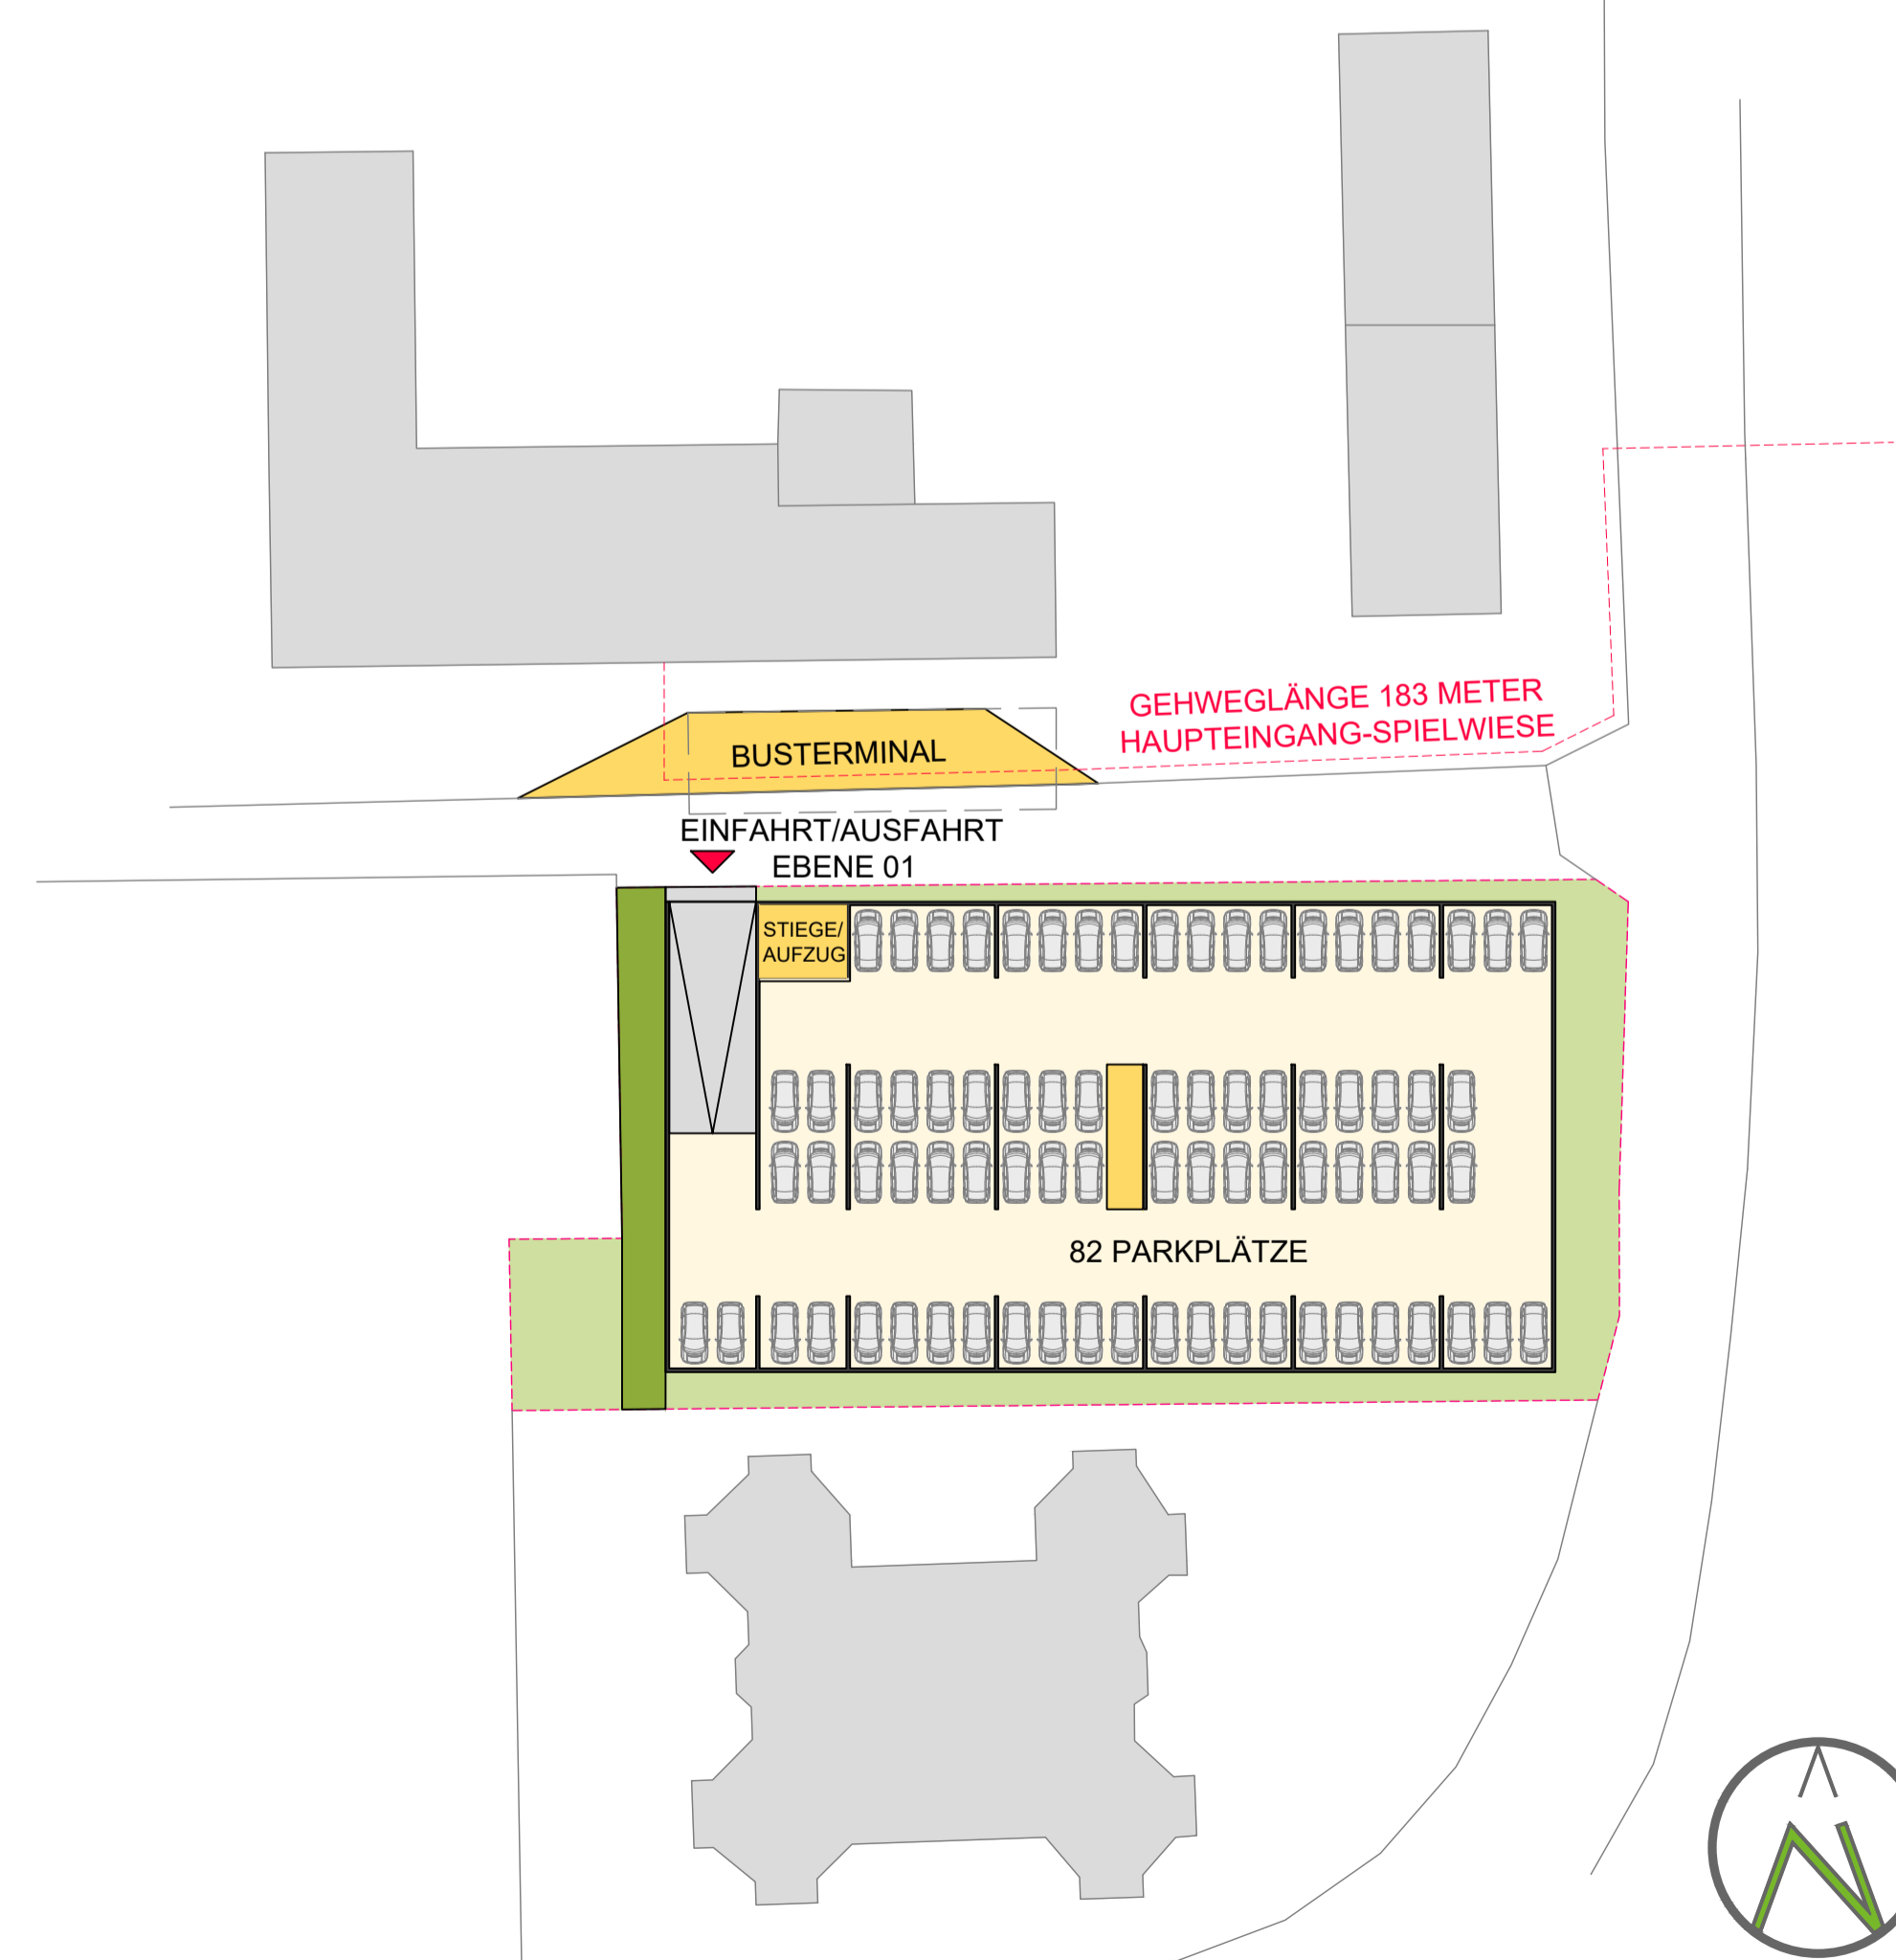 GEHWEGLÄNGE 183 METER
HAUPTEINGANG-SPIELWIESE
BUSTERMINAL
EINFAHRT/AUSFAHRT
EBENE 01
STIEGE/
AUFZUG
82 PARKPLÄTZE
N